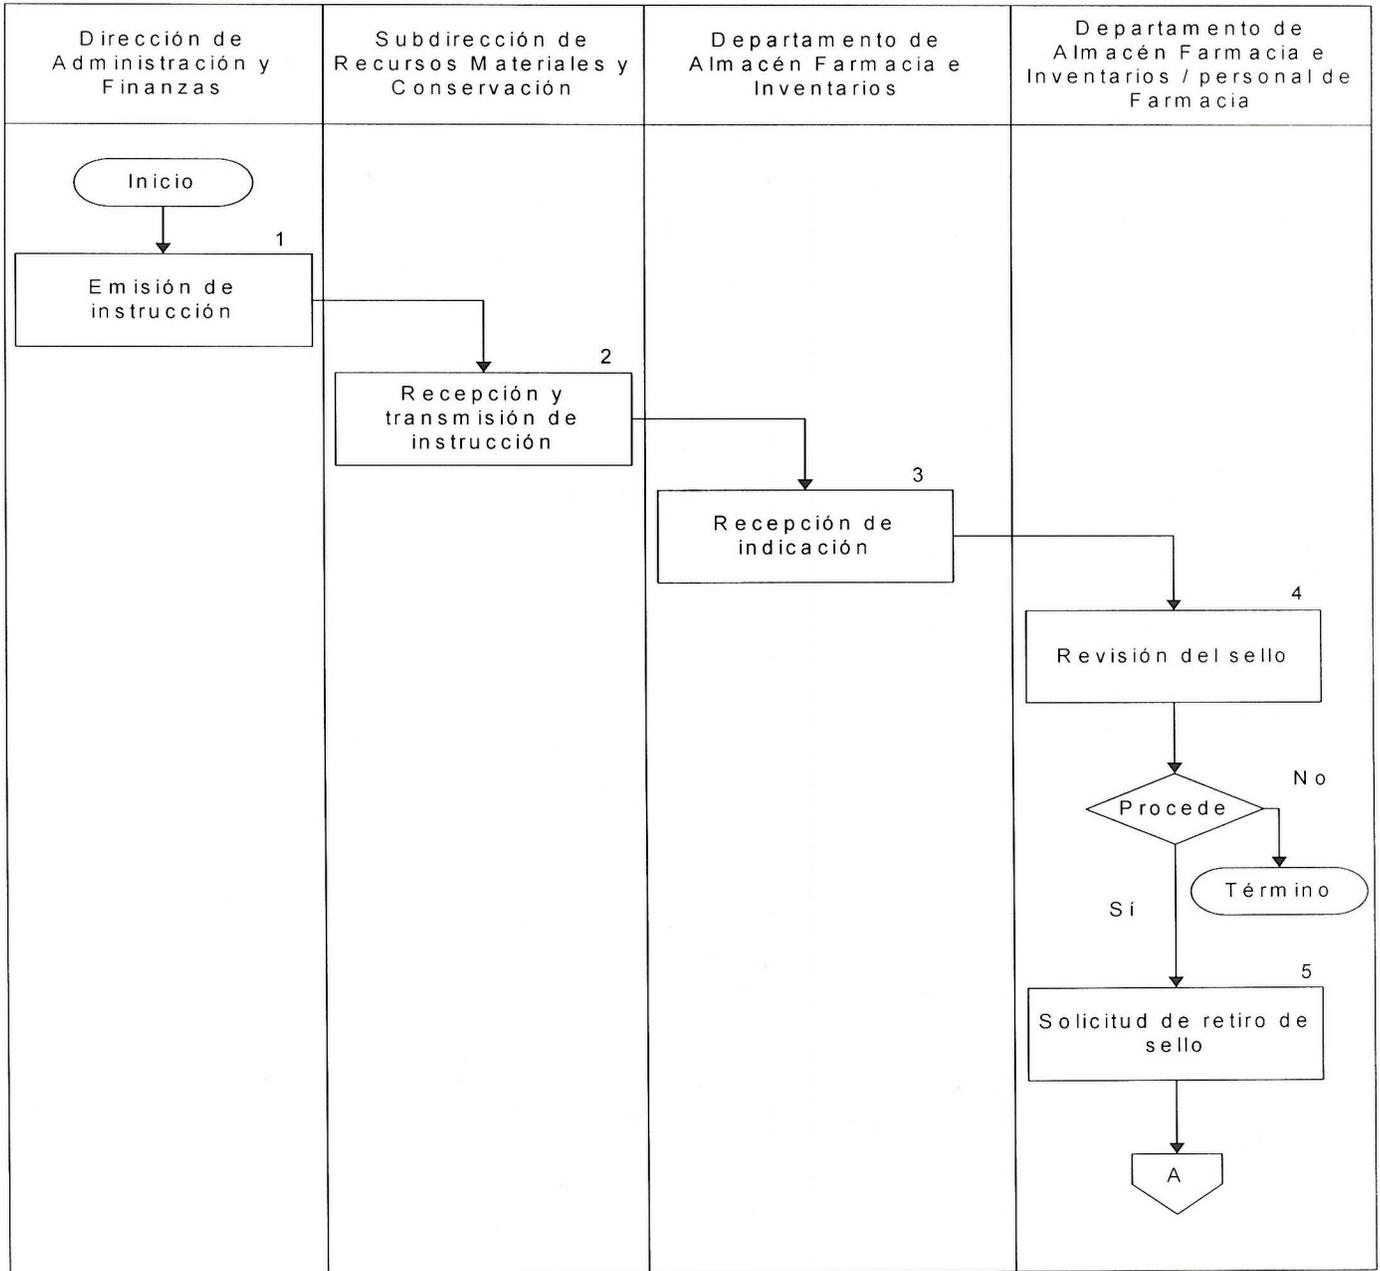 Dirección de
Administración y
Finanzas
Subdirección de
Recursos Materiales y
Conservación
Departamento de
Almacén Farmacia e
Inventarios
Departamento de
Almacén Farmacia e
Inventarios / personal de
Farmacia
Inicio
1
Emisión de
instrucción
2
Recepción y
transmisión de
instrucción
3
Recepción de
indicación
4
Revisión del sello
Procede
No
Término
Sí
5
Solicitud de retiro de
sello
A